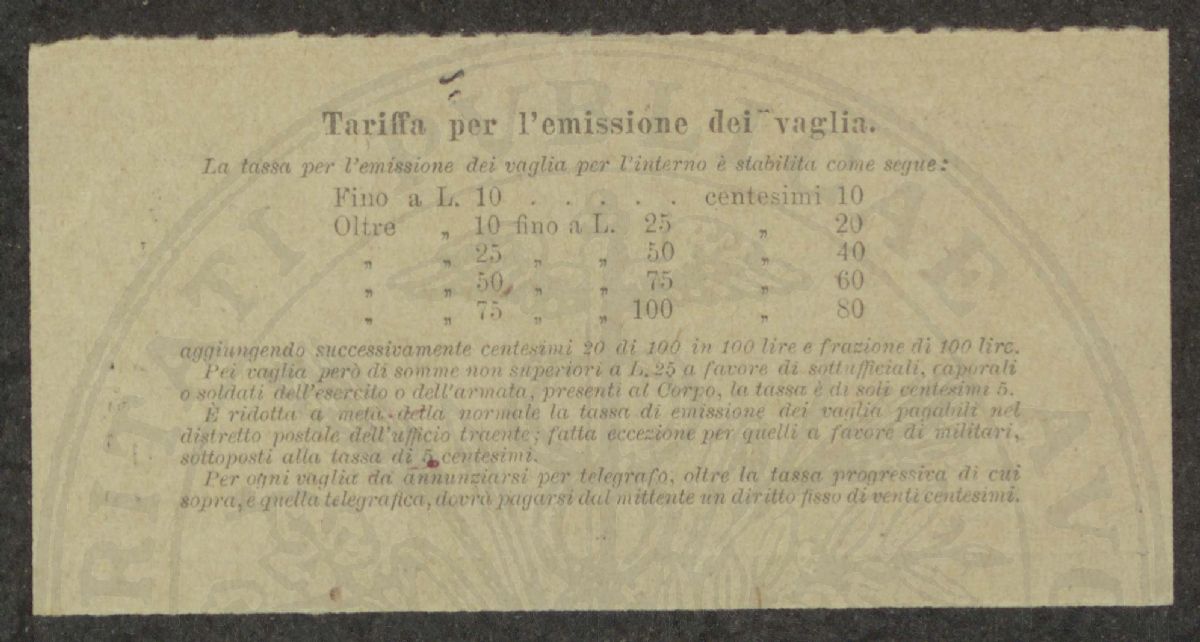 Tariffa per l'emissione dei vaglia.
La tassa per l'emissione dei vaglia per l'interno è stabilita come segue:
Fino a L. 10 . . . . . centesimi 10
Oltre „ 10 fino a L. 25 „ 20
„ „ 25 „ „ 50 „ 40
„ „ 50 „ „ 75 „ 60
„ „ 75 „ „ 100 „ 80
aggiungendo successivamente centesimi 20 di 100 in 100 lire e frazione di 100 lire.
Pei vaglia però di somme non superiori a L. 25 a favore di sottufficiali, caporali
o soldati dell'esercito o dell'armata, presenti al Corpo, la tassa è di soli centesimi 5.
È ridotta a metà della normale la tassa di emissione dei vaglia pagabili nel
distretto postale dell'ufficio traente; fatta eccezione per quelli a favore di militari,
sottoposti alla tassa di 5 centesimi.
Per ogni vaglia da annunziarsi per telegrafo, oltre la tassa progressiva di cui
sopra, e quella telegrafica, dovrà pagarsi dal mittente un diritto fisso di venti centesimi.
RITATI PUBLICAE AVG